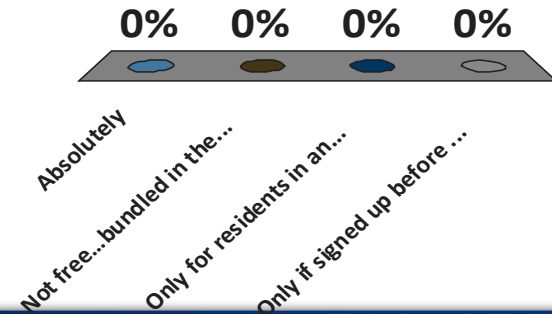 0% 0% 0% 0%
Absolutely
Not free...bundled in the...
Only for residents in an...
Only if signed up before ...